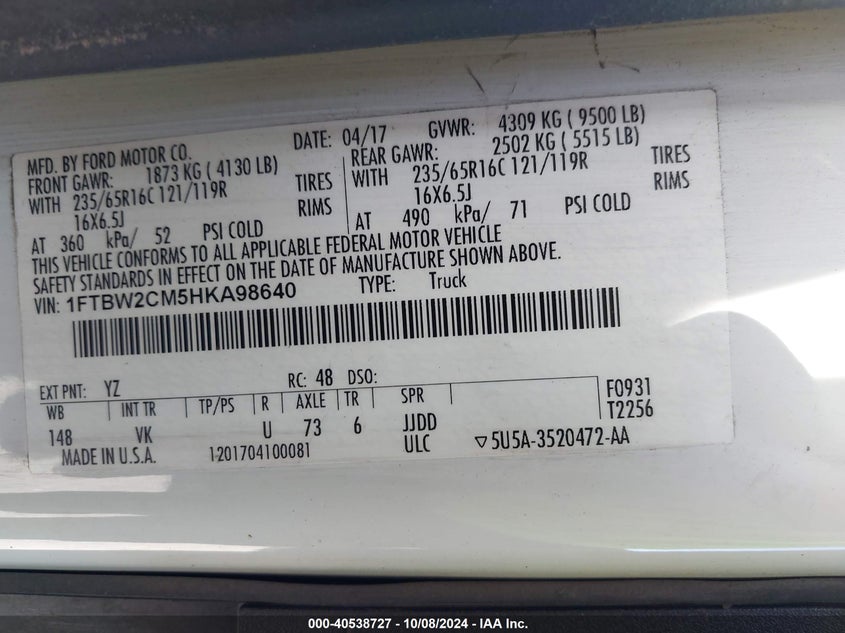 MFD. BY FORD MOTOR CO. DATE: 04/17 GVWR: 4309 KG ( 9500 LB)
FRONT GAWR: 1873 KG ( 4130 LB) REAR GAWR: 2502 KG ( 5515 LB)
WITH 235/65R16C 121/119R TIRES WITH 235/65R16C 121/119R TIRES
16X6.5J RIMS 16X6.5J RIMS
AT 360 kPa/ 52 PSI COLD AT 490 kPa/ 71 PSI COLD
THIS VEHICLE CONFORMS TO ALL APPLICABLE FEDERAL MOTOR VEHICLE
SAFETY STANDARDS IN EFFECT ON THE DATE OF MANUFACTURE SHOWN ABOVE.
VIN: 1FTBW2CM5HKA98640 TYPE: Truck
EXT PNT: YZ RC: 48 DSO:
WB INT TR TP/PS R AXLE TR SPR F0931
T2256
148 VK U 73 6 JJDD
ULC
MADE IN U.S.A. 1201704100081 ▽5U5A-3520472-AA
000-40538727 - 10/08/2024 - IAA Inc.